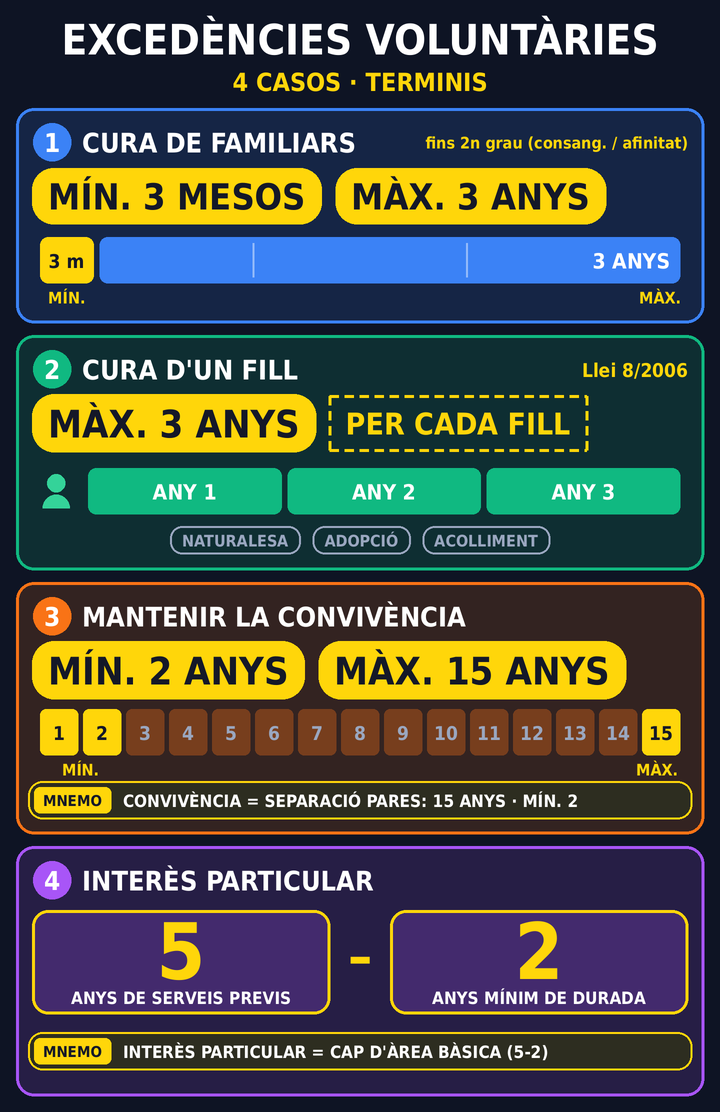 EXCEDÈNCIES VOLUNTÀRIES
4 CASOS · TERMINIS
1 CURA DE FAMILIARS fins 2n grau (consang. / afinitat)
MÍN. 3 MESOS MÀX. 3 ANYS
3 m 3 ANYS
MÍN. MÀX.
2 CURA D'UN FILL Llei 8/2006
MÀX. 3 ANYS PER CADA FILL
ANY 1 ANY 2 ANY 3
NATURALESA ADOPCIÓ ACOLLIMENT
3 MANTENIR LA CONVIVÈNCIA
MÍN. 2 ANYS MÀX. 15 ANYS
1 2 3 4 5 6 7 8 9 10 11 12 13 14 15
MÍN. MÀX.
MNEMO CONVIVÈNCIA = SEPARACIÓ PARES: 15 ANYS · MÍN. 2
4 INTERÈS PARTICULAR
5 – 2
ANYS DE SERVEIS PREVIS ANYS MÍNIM DE DURADA
MNEMO INTERÈS PARTICULAR = CAP D'ÀREA BÀSICA (5-2)